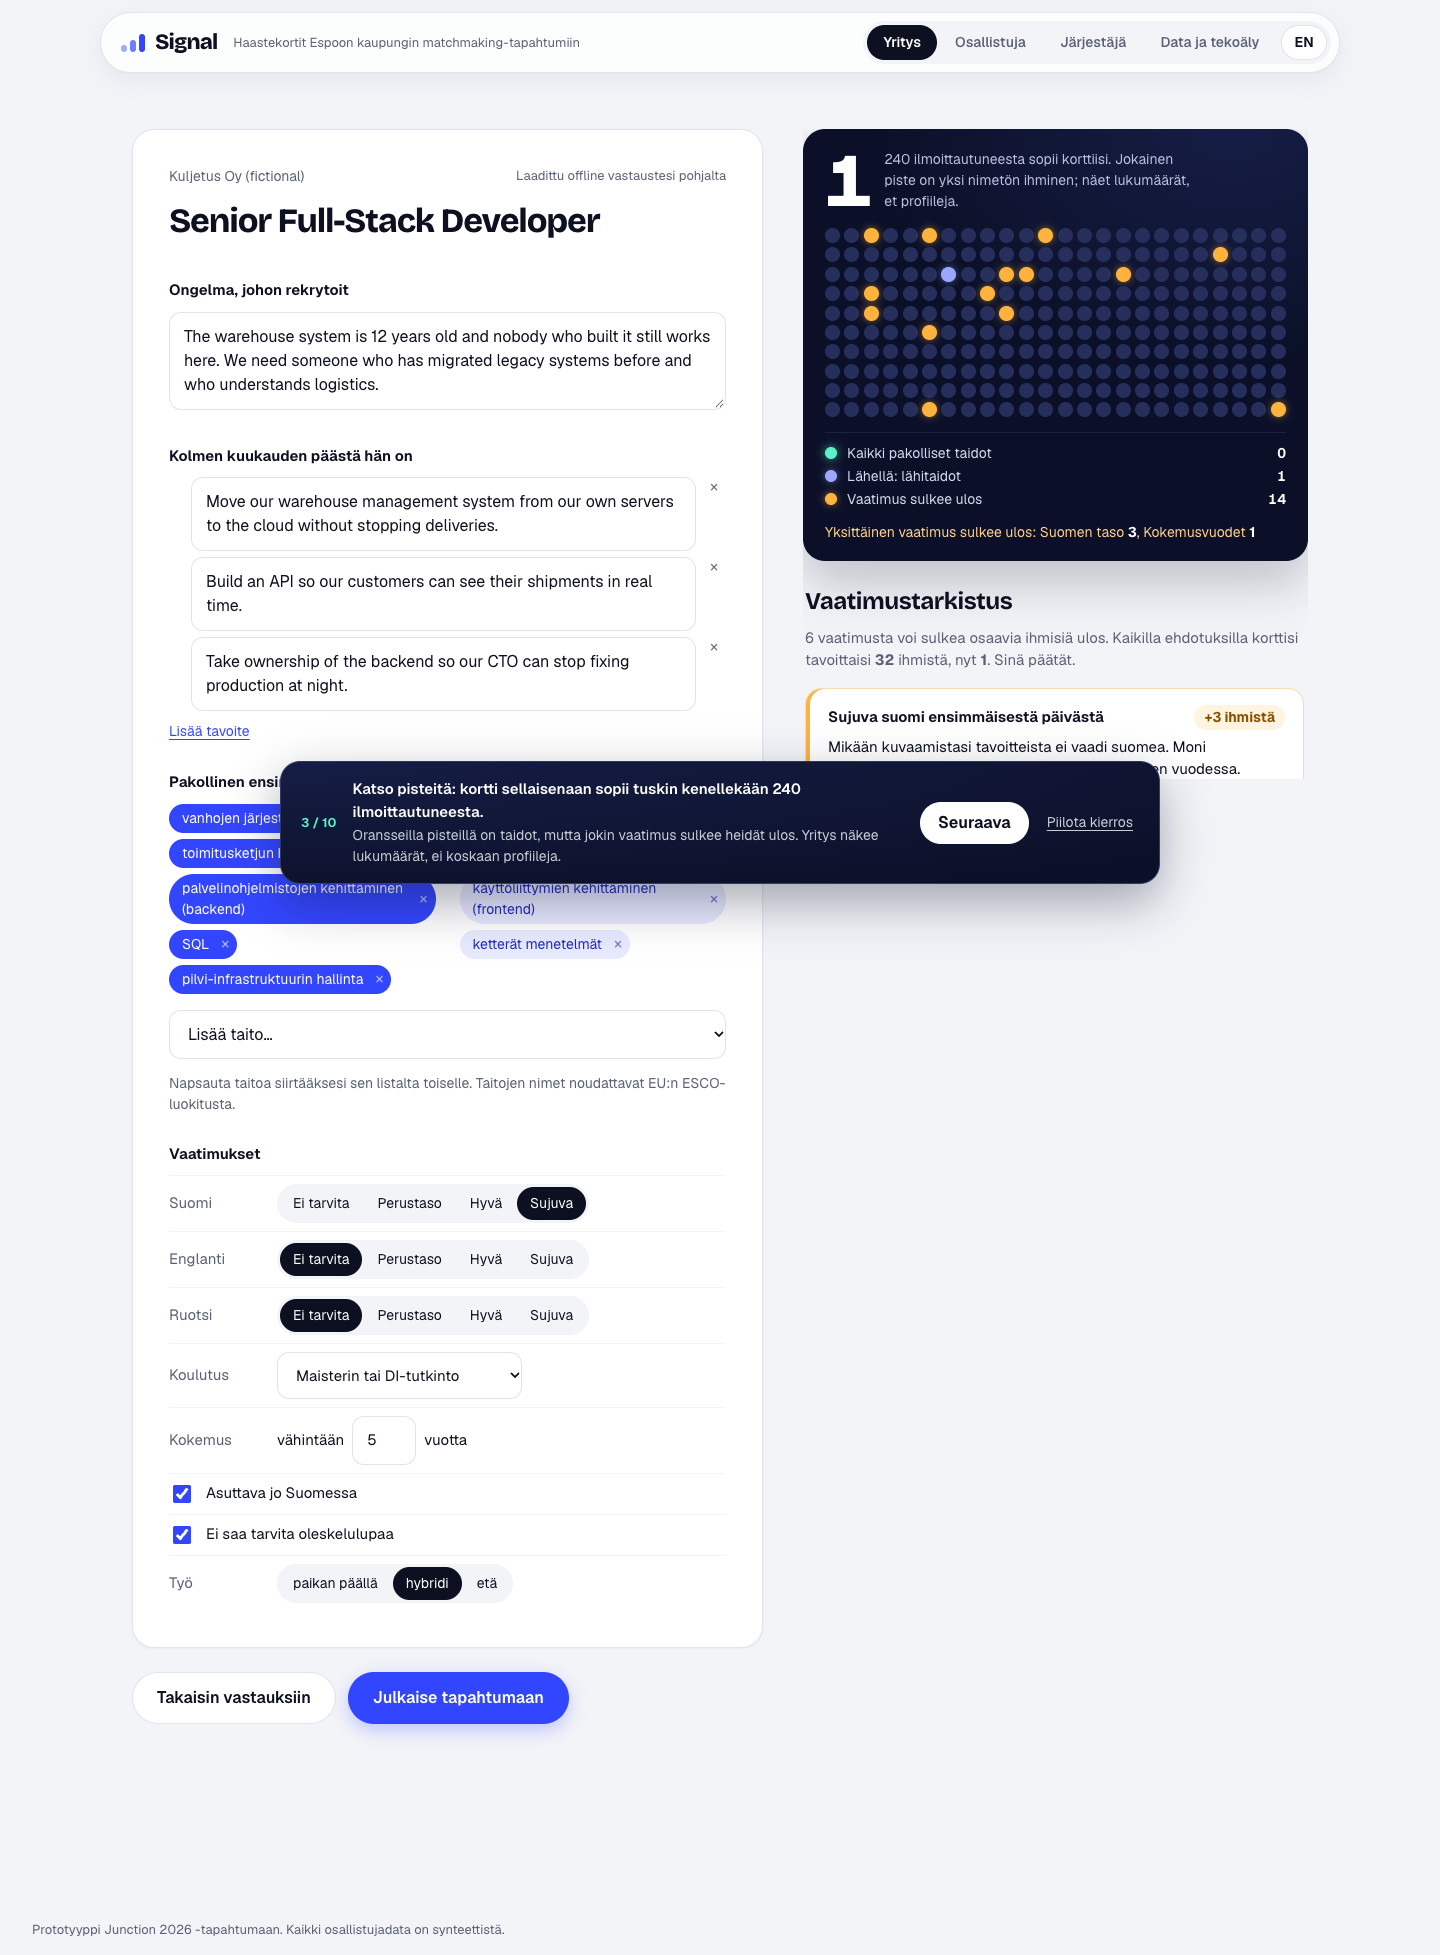 Signal
Haastekortit Espoon kaupungin matchmaking-tapahtumiin
Yritys
Osallistuja
Järjestäjä
Data ja tekoäly
EN
Kuljetus Oy (fictional)
Laadittu offline vastaustesi pohjalta
Senior Full-Stack Developer
Ongelma, johon rekrytoit
The warehouse system is 12 years old and nobody who built it still works
here. We need someone who has migrated legacy systems before and
who understands logistics.
Kolmen kuukauden päästä hän on
Move our warehouse management system from our own servers
to the cloud without stopping deliveries.
×
Build an API so our customers can see their shipments in real
time.
×
Take ownership of the backend so our CTO can stop fixing
production at night.
×
Lisää tavoite
Pakollinen
vanhojen
toimitusketjun
palvelinohjelmistojen kehittäminen
(backend)
×
SQL ×
pilvi-infrastruktuurin hallinta ×
käyttöliittymien kehittäminen
(frontend)
×
ketterät menetelmät ×
Lisää taito…
Napsauta taitoa siirtääksesi sen listalta toiselle. Taitojen nimet noudattavat EU:n ESCO-
luokitusta.
Vaatimukset
Suomi
Ei tarvita Perustaso Hyvä Sujuva
Englanti
Ei tarvita Perustaso Hyvä Sujuva
Ruotsi
Ei tarvita Perustaso Hyvä Sujuva
Koulutus
Maisterin tai DI-tutkinto
Kokemus
vähintään 5 vuotta
Asuttava jo Suomessa
Ei saa tarvita oleskelulupaa
Työ
paikan päällä hybridi etä
Takaisin vastauksiin
Julkaise tapahtumaan
1
240 ilmoittautuneesta sopii korttiisi. Jokainen
piste on yksi nimetön ihminen; näet lukumäärät,
et profiileja.
Kaikki pakolliset taidot 0
Lähellä: lähitaidot 1
Vaatimus sulkee ulos 14
Yksittäinen vaatimus sulkee ulos: Suomen taso 3, Kokemusvuodet 1
Vaatimustarkistus
6 vaatimusta voi sulkea osaavia ihmisiä ulos. Kaikilla ehdotuksilla korttisi
tavoittaisi 32 ihmistä, nyt 1. Sinä päätät.
Sujuva suomi ensimmäisestä päivästä
+3 ihmistä
Mikään kuvaamistasi tavoitteista ei vaadi suomea. Moni
vuodessa.
3 / 10
Katso pisteitä: kortti sellaisenaan sopii tuskin kenellekään 240
ilmoittautuneesta.
Oransseilla pisteillä on taidot, mutta jokin vaatimus sulkee heidät ulos. Yritys näkee
lukumäärät, ei koskaan profiileja.
Seuraava
Piilota kierros
Prototyyppi Junction 2026 -tapahtumaan. Kaikki osallistujadata on synteettistä.